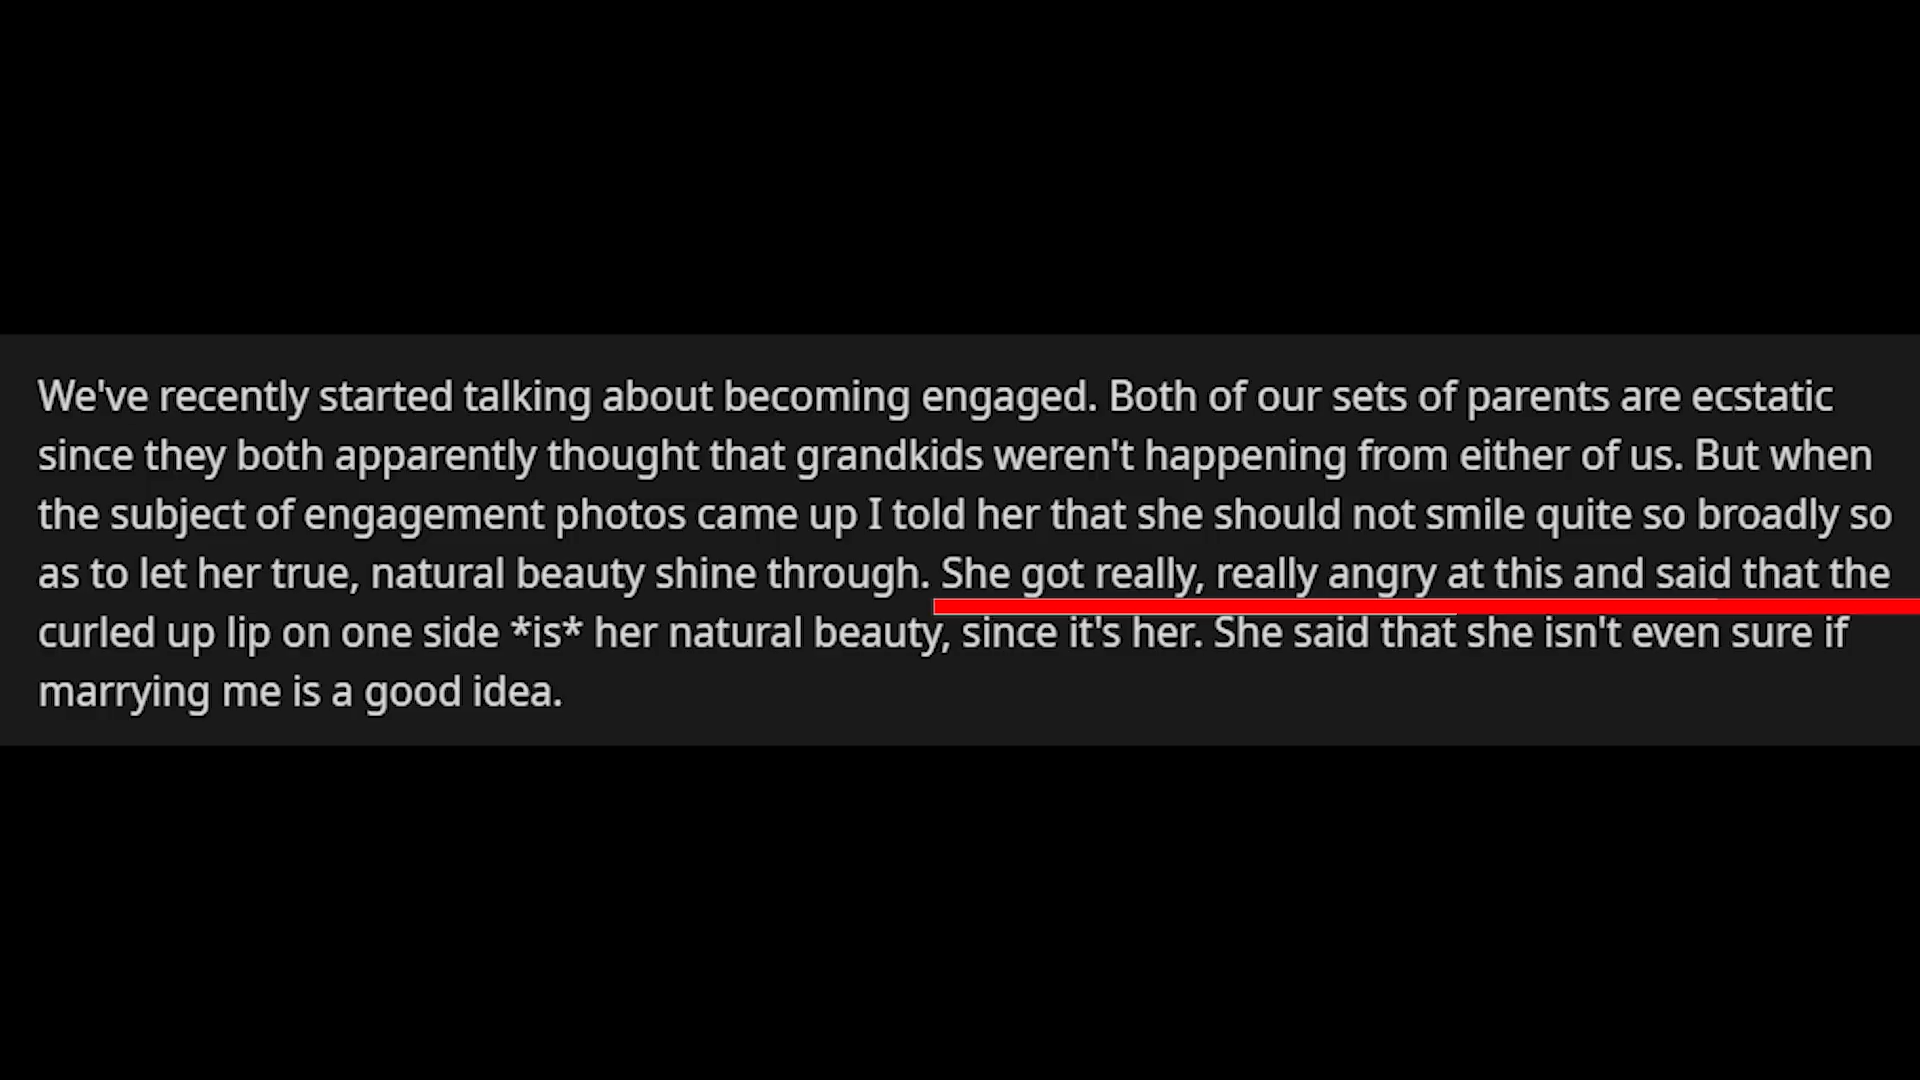 We've recently started talking about becoming engaged. Both of our sets of parents are ecstatic
since they both apparently thought that grandkids weren't happening from either of us. But when
the subject of engagement photos came up I told her that she should not smile quite so broadly so
as to let her true, natural beauty shine through. She got really, really angry at this and said that the
curled up lip on one side *is* her natural beauty, since it's her. She said that she isn't even sure if
marrying me is a good idea.